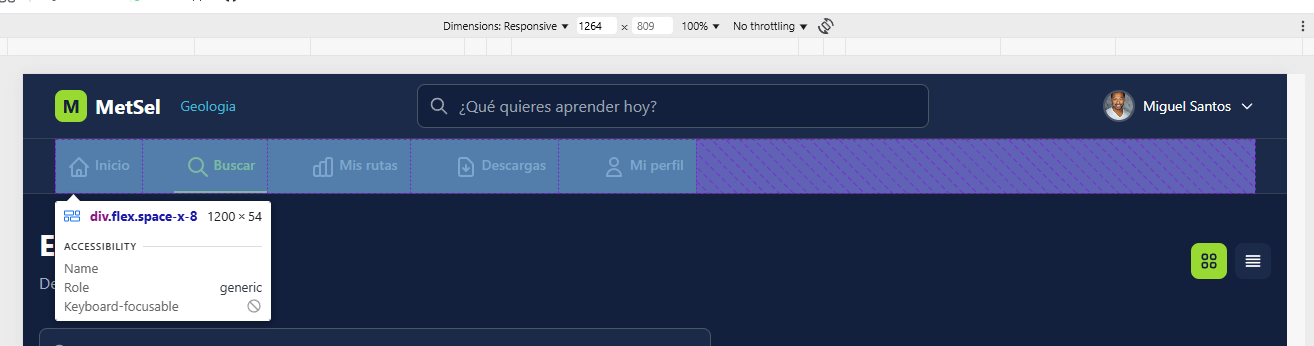 Dimensions: Responsive ▼ 1264 x 809 100% ▼ No throttling ▼
M MetSel Geologia ¿Qué quieres aprender hoy? Miguel Santos
Inicio Buscar Mis rutas Descargas Mi perfil
div.flex.space-x-8 1200 × 54
ACCESSIBILITY
Name
Role generic
Keyboard-focusable